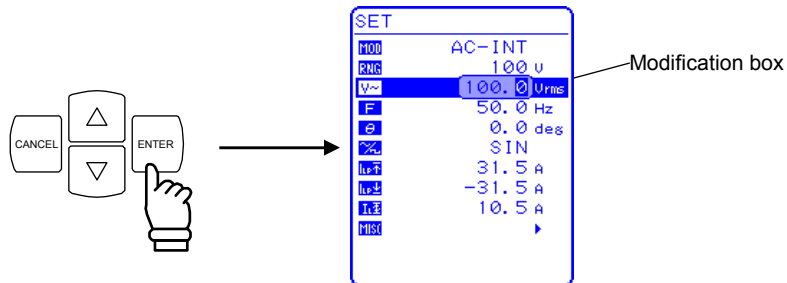 CANCEL
ENTER
SET
MOD AC-INT
RNG 100 V
V~ 100.0 Vrms
F 50.0 Hz
θ 0.0 deg
SIN
31.5 A
-31.5 A
10.5 A
MISC
Modification box